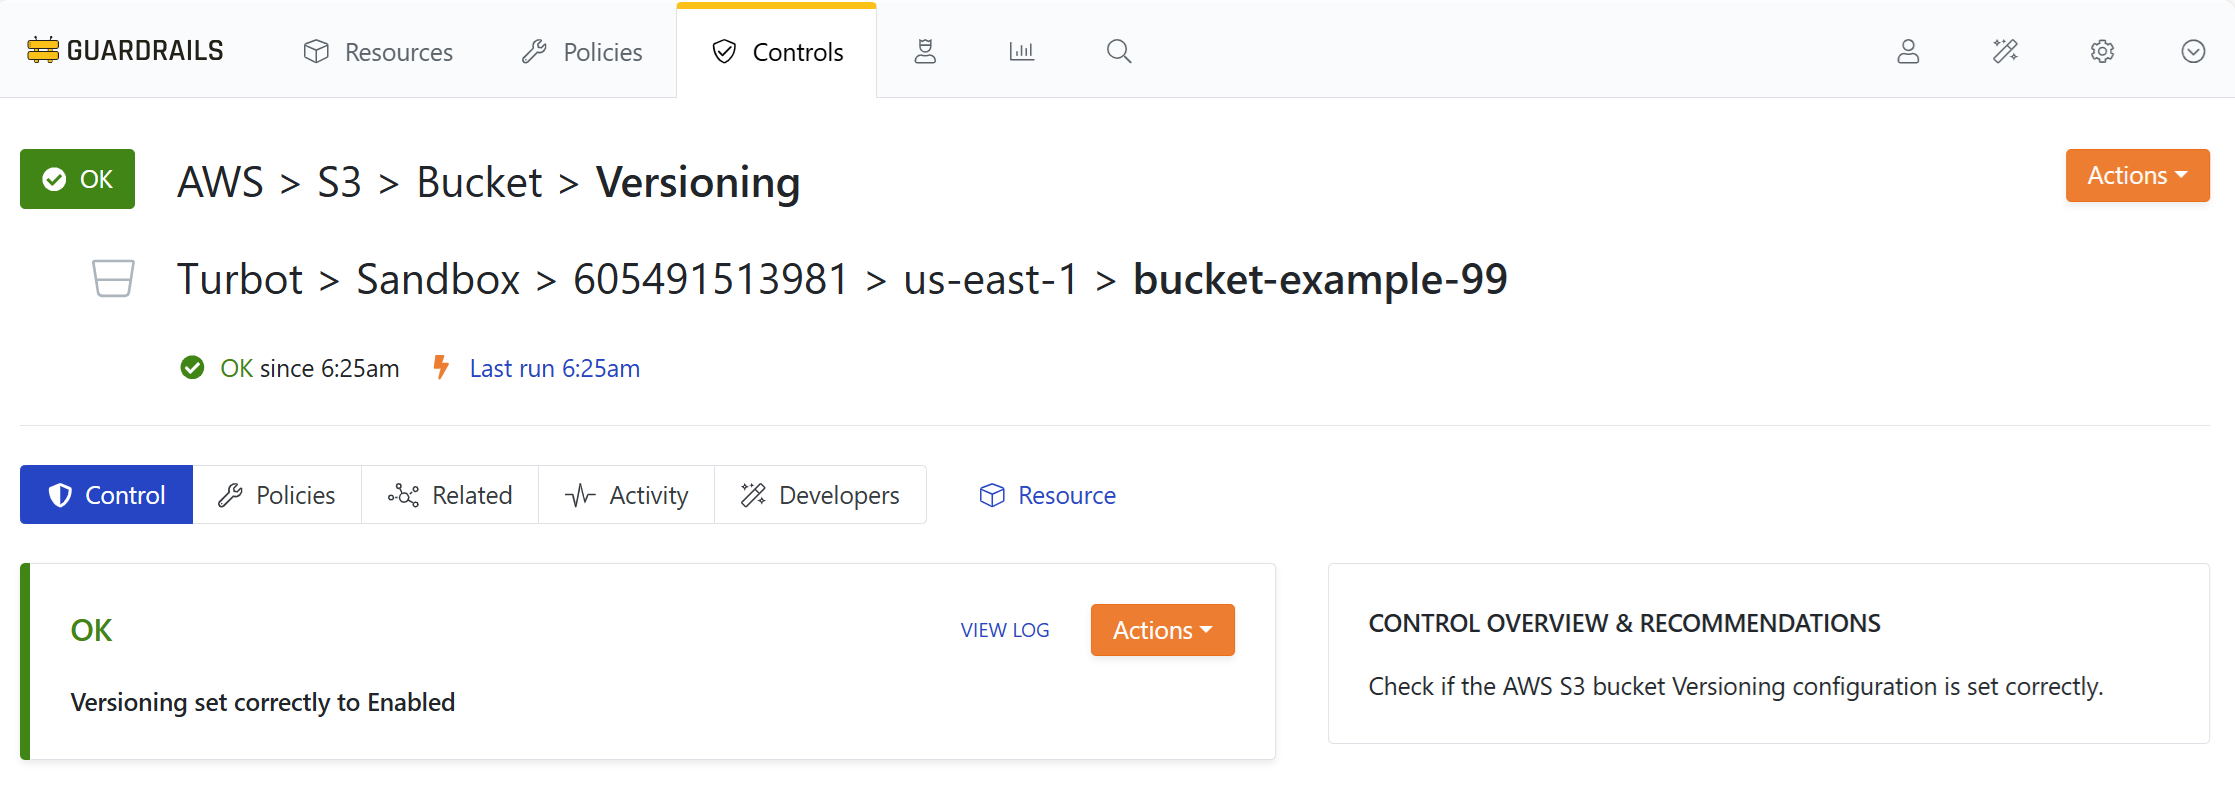 GUARDRAILS Resources Policies Controls
OK AWS > S3 > Bucket > Versioning Actions
Turbot > Sandbox > 605491513981 > us-east-1 > bucket-example-99
OK since 6:25am Last run 6:25am
Control Policies Related Activity Developers Resource
OK VIEW LOG Actions
Versioning set correctly to Enabled
CONTROL OVERVIEW & RECOMMENDATIONS
Check if the AWS S3 bucket Versioning configuration is set correctly.